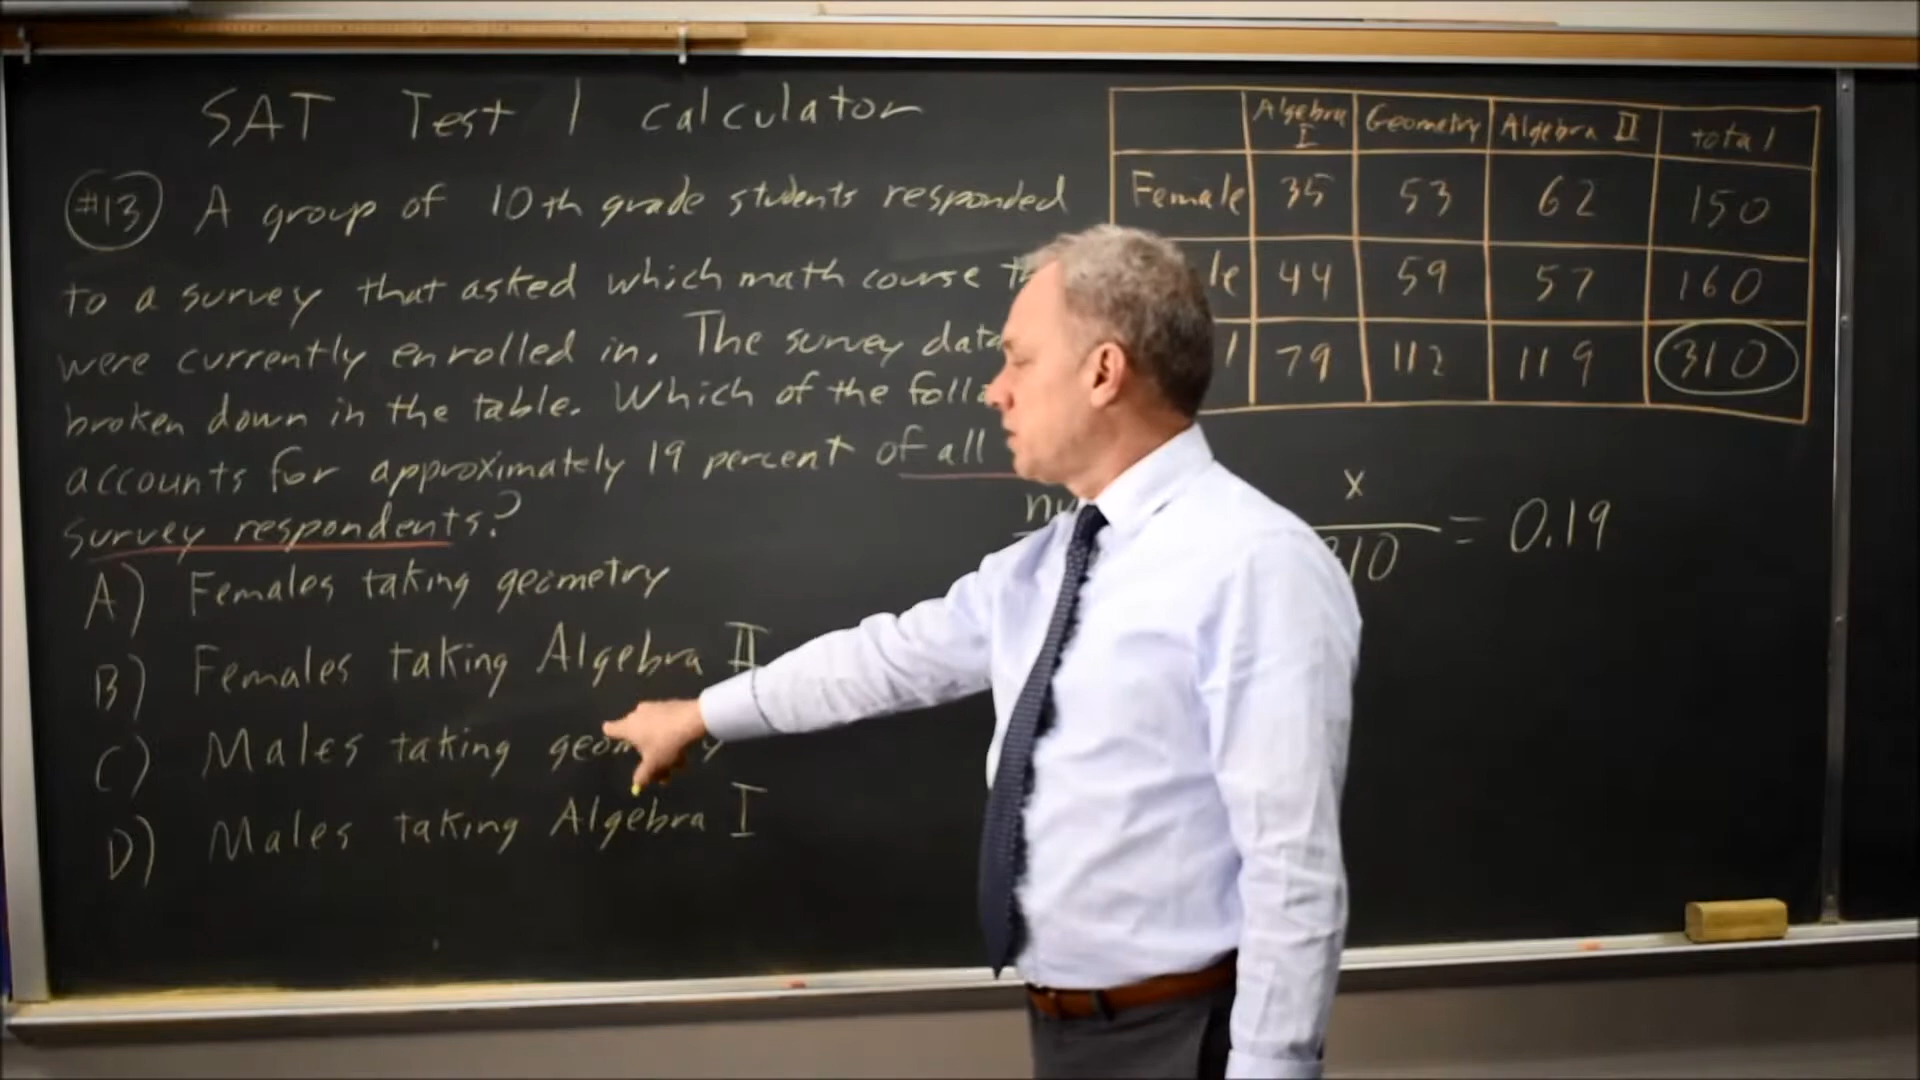 SAT Test 1 calculator
#13 A group of 10th grade students responded
to a survey that asked which math course
were currently enrolled in. The survey data
broken down in the table. Which of the
accounts for approximately 19 percent of all
survey respondents?
A) Females taking geometry
B) Females taking Algebra II
C) Males taking
D) Males taking Algebra I
Algebra I Geometry Algebra II total
Female 35 53 62 150
44 59 57 160
79 112 119 310
x
= 0.19